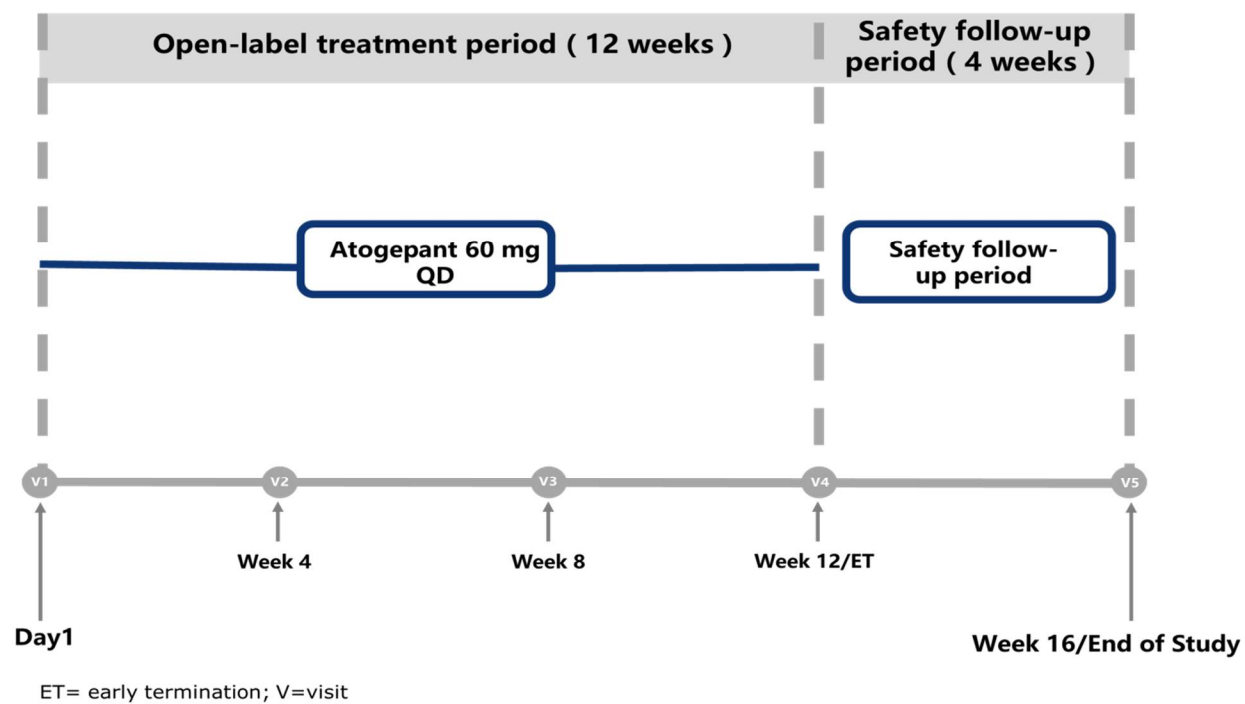 Open-label treatment period ( 12 weeks )
Safety follow-up
period ( 4 weeks )
Atogepant 60 mg
QD
Safety follow-
up period
V1
V2
V3
V4
V5
Week 4
Week 8
Week 12/ET
Day1
Week 16/End of Study
ET= early termination; V=visit